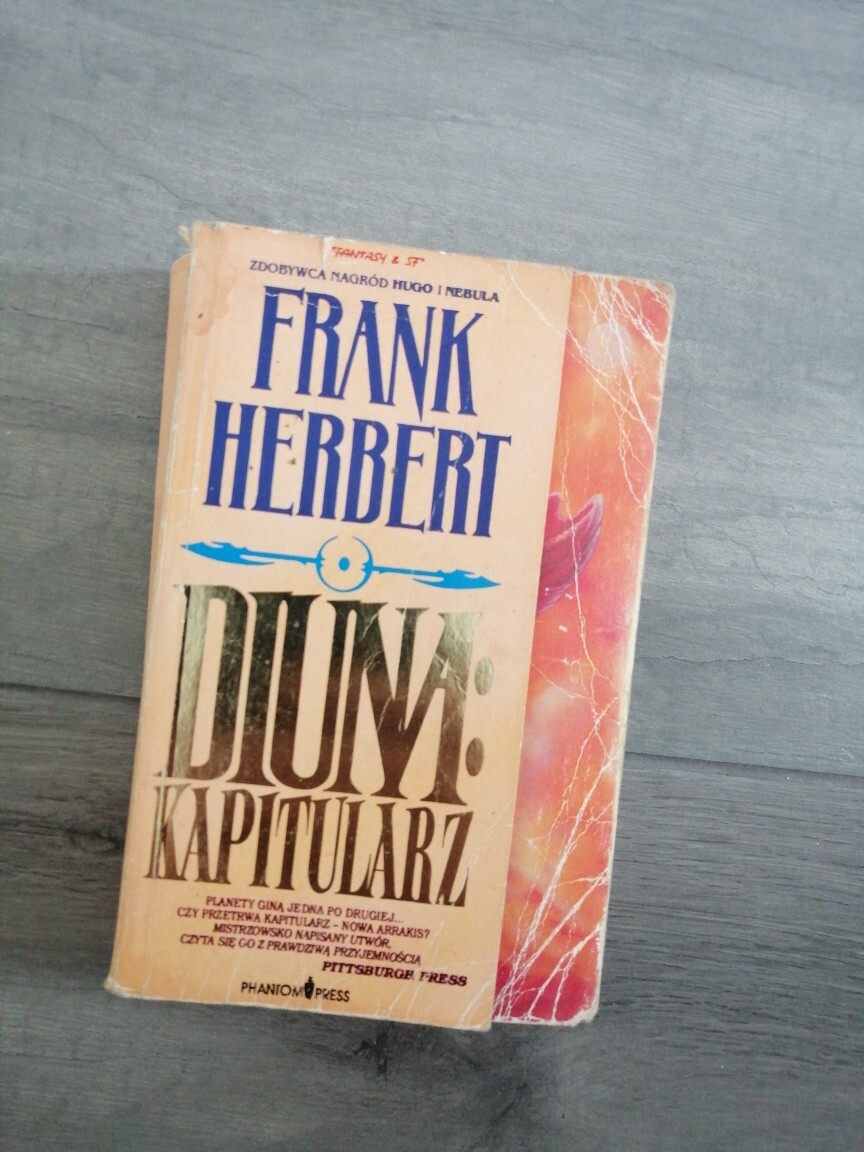 "FANTASY & SF"
ZDOBYWCA NAGRÓD HUGO I NEBULA
FRANK
HERBERT
DIUNA:
KAPITULARZ
PLANETY GINĄ JEDNA PO DRUGIEJ...
CZY PRZETRWA KAPITULARZ – NOWA ARRAKIS?
MISTRZOWSKO NAPISANY UTWÓR.
CZYTA SIĘ GO Z PRAWDZIWĄ PRZYJEMNOŚCIĄ
PITTSBURGH PRESS
PHANTOM PRESS